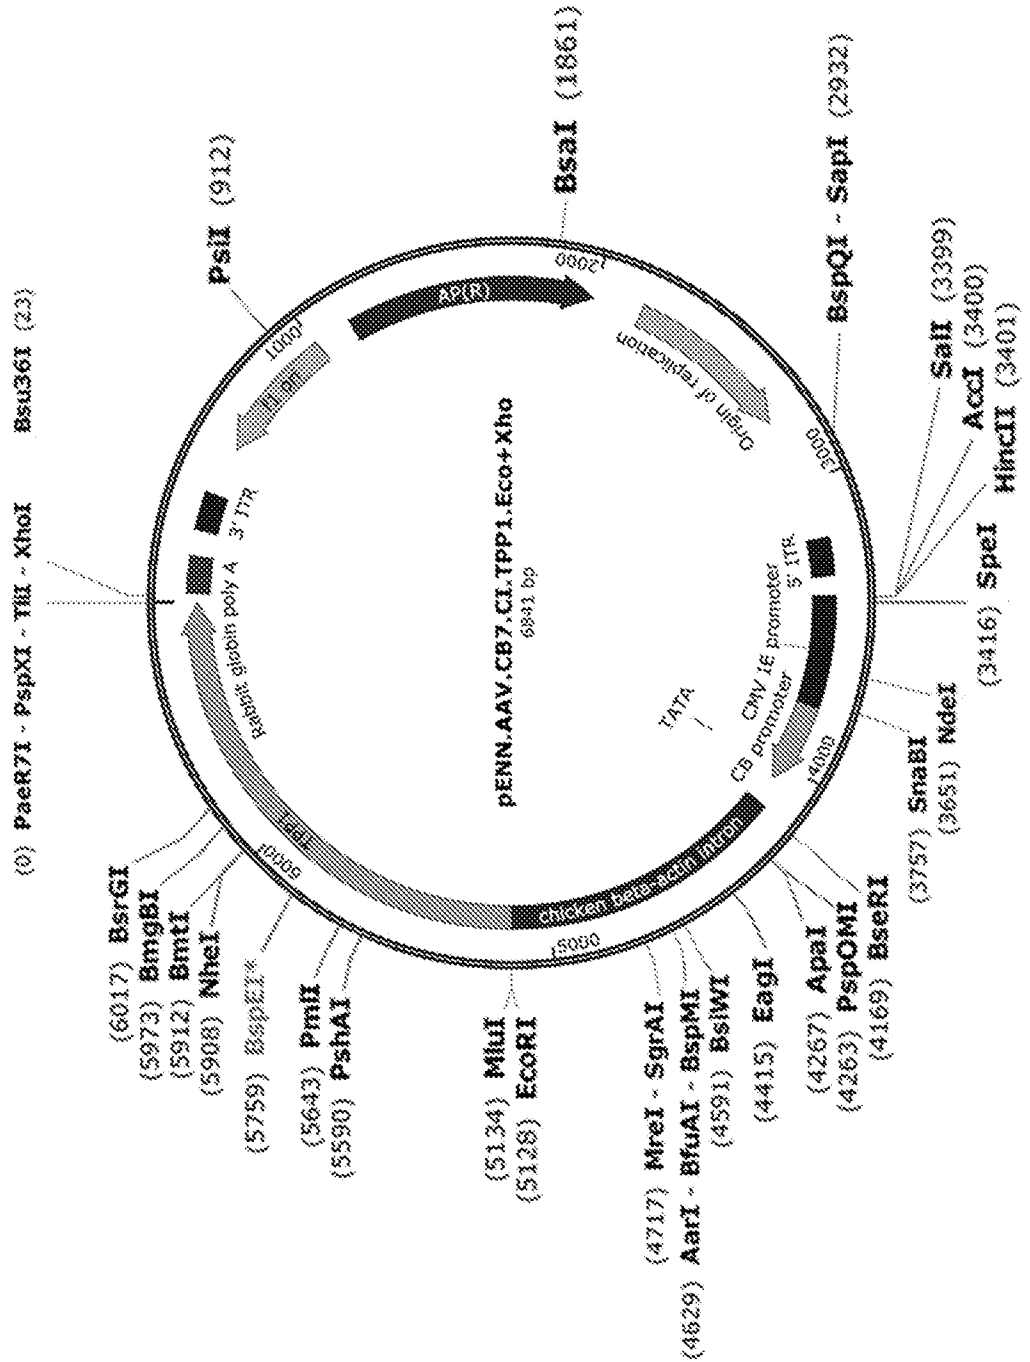 (0) PaeR7I - PspXI - TliI - XhoI
Bsu36I (23)
PsiI (912)
BsaI (1861)
BspQI - SapI (2932)
SalI (3399)
AccI (3400)
HincII (3401)
(3416) SpeI
(3651) NdeI
(3757) SnaBI
(4169) BseRI
(4263) PspOMI
(4267) ApaI
(4415) EagI
(4591) BsiWI
(4629) AarI - BfuAI - BspMI
(4717) MreI - SgrAI
(5128) EcoRI
(5134) MluI
(5590) PshAI
(5643) PmlI
(5759) BspEI*
(5908) NheI
(5912) BmtI
(5973) BmgBI
(6017) BsrGI
1000
2000
3000
4000
5000
6000
f1 ori
AP(R)
Origin of replication
5' ITR
CMV IE promoter
CB promoter
TATA
chicken beta-actin intron
TPP1
Rabbit globin poly A
3' ITR
pENN.AAV.CB7.CI.TPP1.Eco+Xho
6841 bp